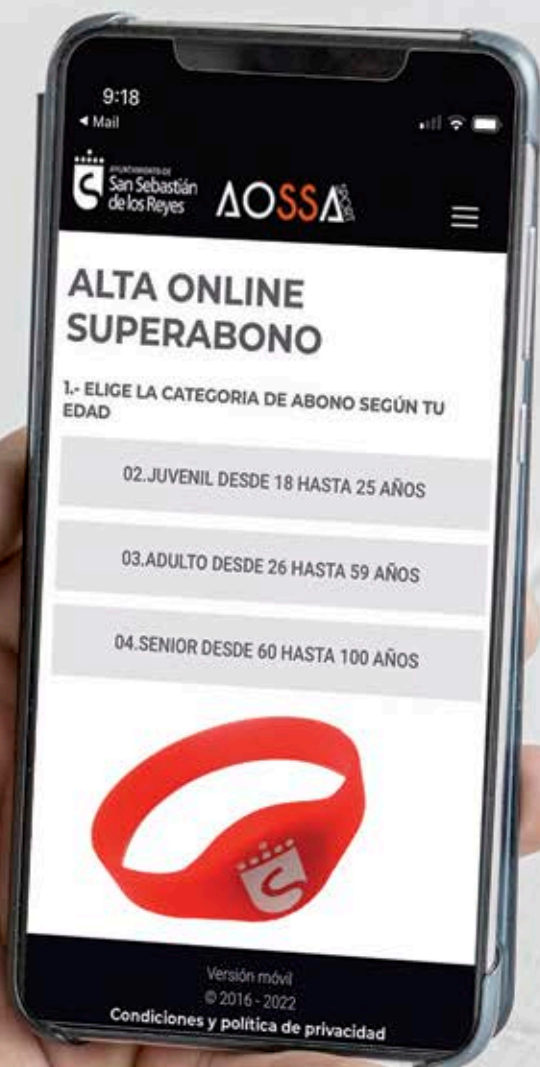 9:18
◀ Mail
AYUNTAMIENTO DE
San Sebastián
de los Reyes
AOSSA
ALTA ONLINE
SUPERABONO
1.- ELIGE LA CATEGORIA DE ABONO SEGÚN TU
EDAD
02.JUVENIL DESDE 18 HASTA 25 AÑOS
03.ADULTO DESDE 26 HASTA 59 AÑOS
04.SENIOR DESDE 60 HASTA 100 AÑOS
Versión móvil
© 2016 - 2022
Condiciones y política de privacidad